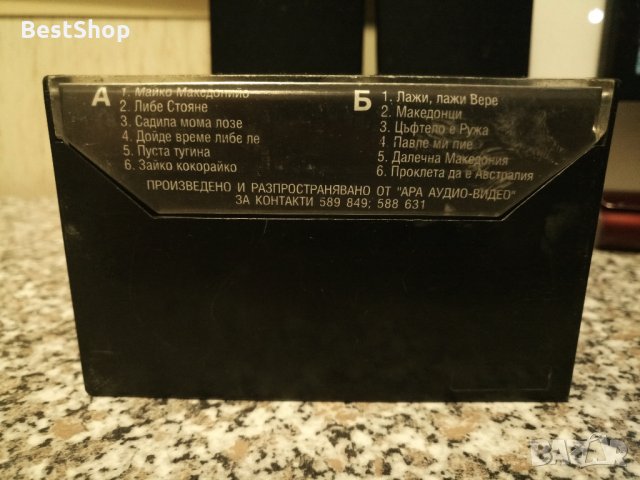 BestShop
А
1. Майко Македонийо
2. Либе Стояне
3. Садила мома лозе
4. Дойде време либе ле
5. Пуста тугина
6. Зайко кокорайко
Б
1. Лажи, лажи Вере
2. Македонци
3. Цъфтело е Ружа
4. Павле ми пие
5. Далечна Македония
6. Проклета да е Австралия
ПРОИЗВЕДЕНО И РАЗПРОСТРАНЯВАНО ОТ "АРА АУДИО-ВИДЕО"
ЗА КОНТАКТИ 589 849; 588 631
BAZAR